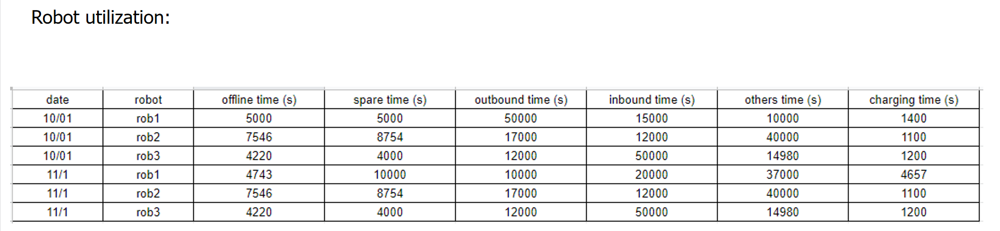 Robot utilization:
date robot offline time (s) spare time (s) outbound time (s) inbound time (s) others time (s) charging time (s)
10/01 rob1 5000 5000 50000 15000 10000 1400
10/01 rob2 7546 8754 17000 12000 40000 1100
10/01 rob3 4220 4000 12000 50000 14980 1200
11/1 rob1 4743 10000 10000 20000 37000 4657
11/1 rob2 7546 8754 17000 12000 40000 1100
11/1 rob3 4220 4000 12000 50000 14980 1200